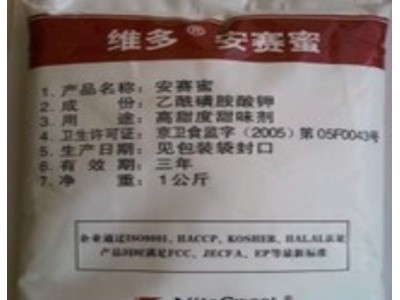 维多® 安赛蜜
1. 产品名称: 安赛蜜
2. 成 份: 乙酰磺胺酸钾
3. 用 途: 高甜度甜味剂
4. 卫生许可证: 京卫食监字(2005)第05F0043号
5. 生产日期: 见包装袋封口
6. 有 效 期: 三年
7. 净 重: 1公斤
企业通过ISO9001、HACCP、KOSHER、HALAL认证
产品同时满足FCC、JECFA、EP等最新标准